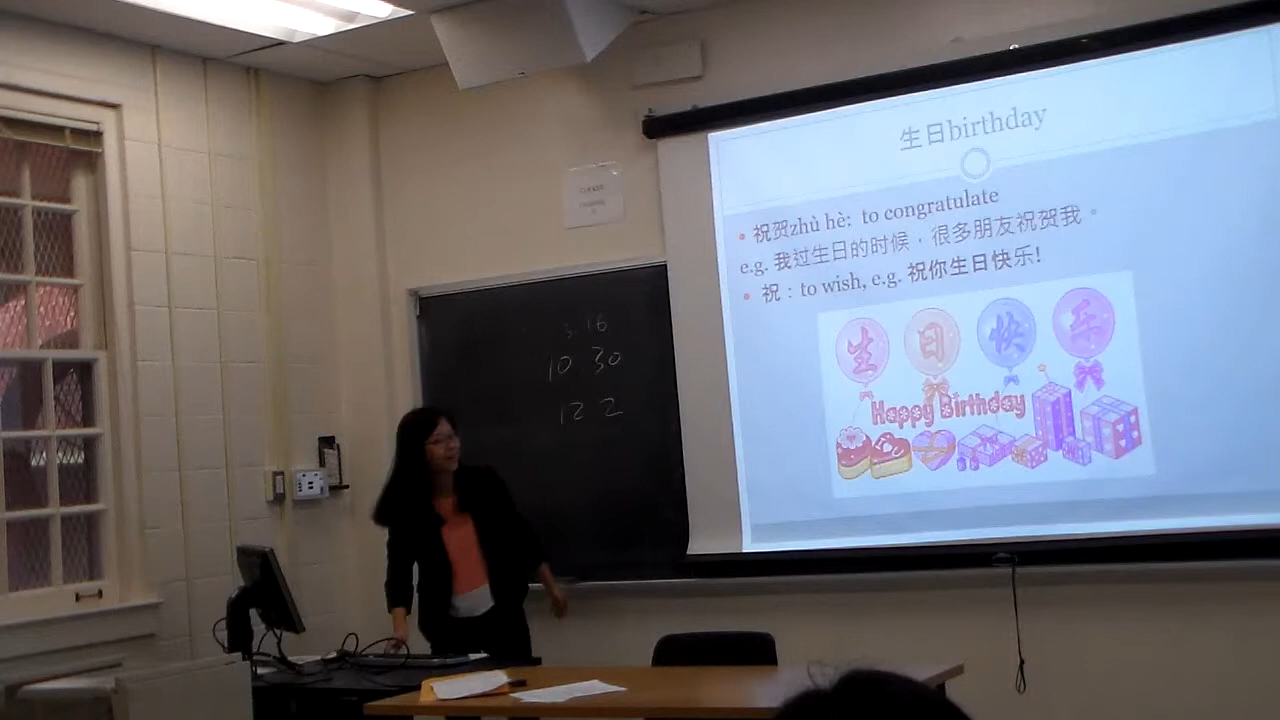 生日birthday
祝贺zhù hè: to congratulate
e.g. 我过生日的时候，很多朋友祝贺我。
祝：to wish, e.g. 祝你生日快乐!
生日快乐
Happy Birthday
16
10 30
12 2